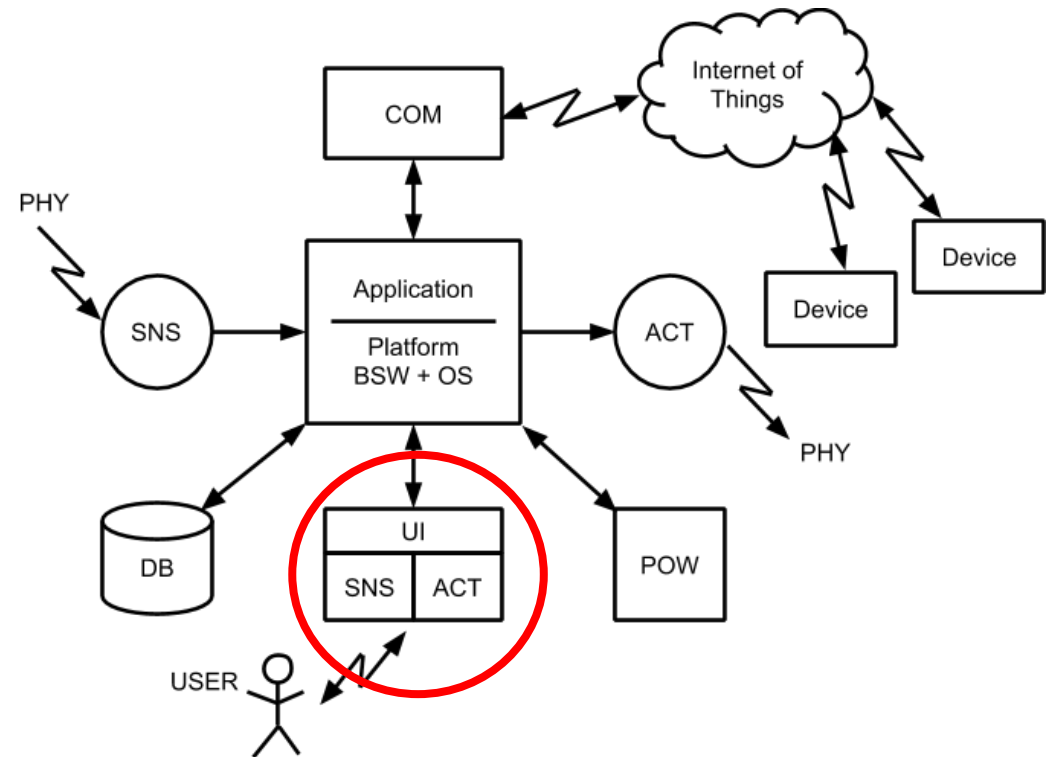 Internet of
Things
COM
PHY
Device
Application
Device
SNS
ACT
Platform
BSW + OS
PHY
UI
DB
SNS
ACT
POW
USER